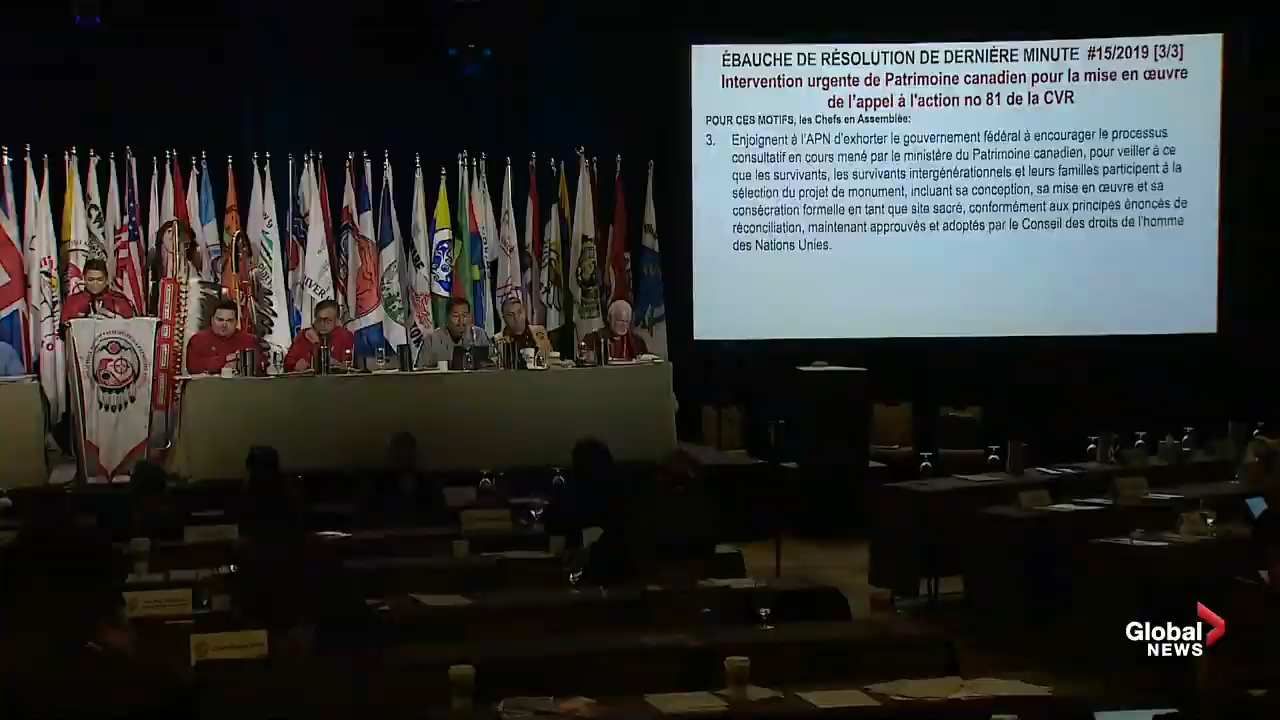 ÉBAUCHE DE RÉSOLUTION DE DERNIÈRE MINUTE #15/2019 [3/3]
Intervention urgente de Patrimoine canadien pour la mise en œuvre
de l'appel à l'action no 81 de la CVR
POUR CES MOTIFS, les Chefs en Assemblée:
3. Enjoignent à l'APN d'exhorter le gouvernement fédéral à encourager le processus
consultatif en cours mené par le ministère du Patrimoine canadien, pour veiller à ce
que les survivants, les survivants intergénérationnels et leurs familles participent à la
sélection du projet de monument, incluant sa conception, sa mise en œuvre et sa
consécration formelle en tant que site sacré, conformément aux principes énoncés de
réconciliation, maintenant approuvés et adoptés par le Conseil des droits de l'homme
des Nations Unies.
Global
NEWS